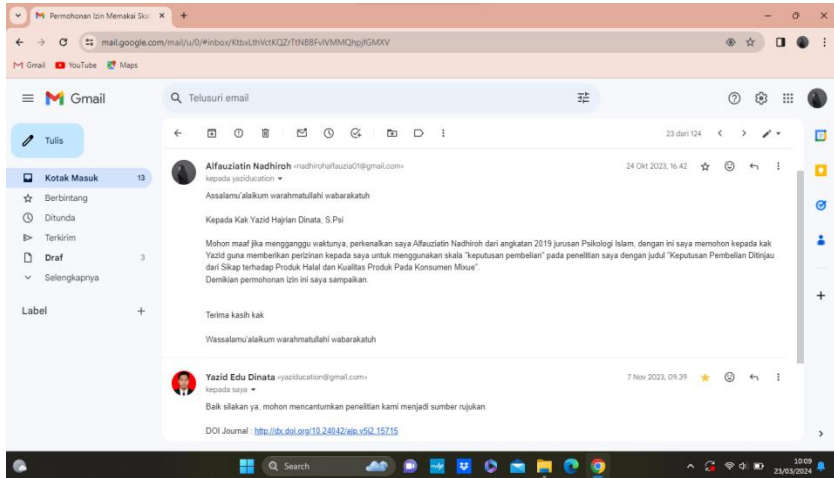 Permohonan Izin Memakai Skal
mail.google.com/mail/u/0/#inbox/KtbxLthVctKQZrTtNBBFvlVMMQhpjfGMXV
Gmail YouTube Maps
Gmail
Telusuri email
Tulis
23 dari 124
Kotak Masuk 13
Berbintang
Ditunda
Terkirim
Draf 3
Selengkapnya
Label
Alfauziatin Nadhiroh <nadhirohalfauzia01@gmail.com> 24 Okt 2023, 16.42
kepada yaziducation
Assalamu'alaikum warahmatullahi wabarakatuh
Kepada Kak Yazid Hajrian Dinata, S.Psi
Mohon maaf jika mengganggu waktunya, perkenalkan saya Alfauziatin Nadhiroh dari angkatan 2019 jurusan Psikologi Islam, dengan ini saya memohon kepada kak
Yazid guna memberikan perizinan kepada saya untuk menggunakan skala "keputusan pembelian" pada penelitian saya dengan judul "Keputusan Pembelian Ditinjau
dari Sikap terhadap Produk Halal dan Kualitas Produk Pada Konsumen Mixue".
Demikian permohonan izin ini saya sampaikan.
Terima kasih kak
Wassalamu'alaikum warahmatullahi wabarakatuh
Yazid Edu Dinata <yaziducation@gmail.com> 7 Nov 2023, 09.39
kepada saya
Baik silakan ya, mohon mencantumkan penelitian kami menjadi sumber rujukan.
DOI Journal : http://dx.doi.org/10.24042/ajp.v5i2.15715
Search
10:09
23/03/2024